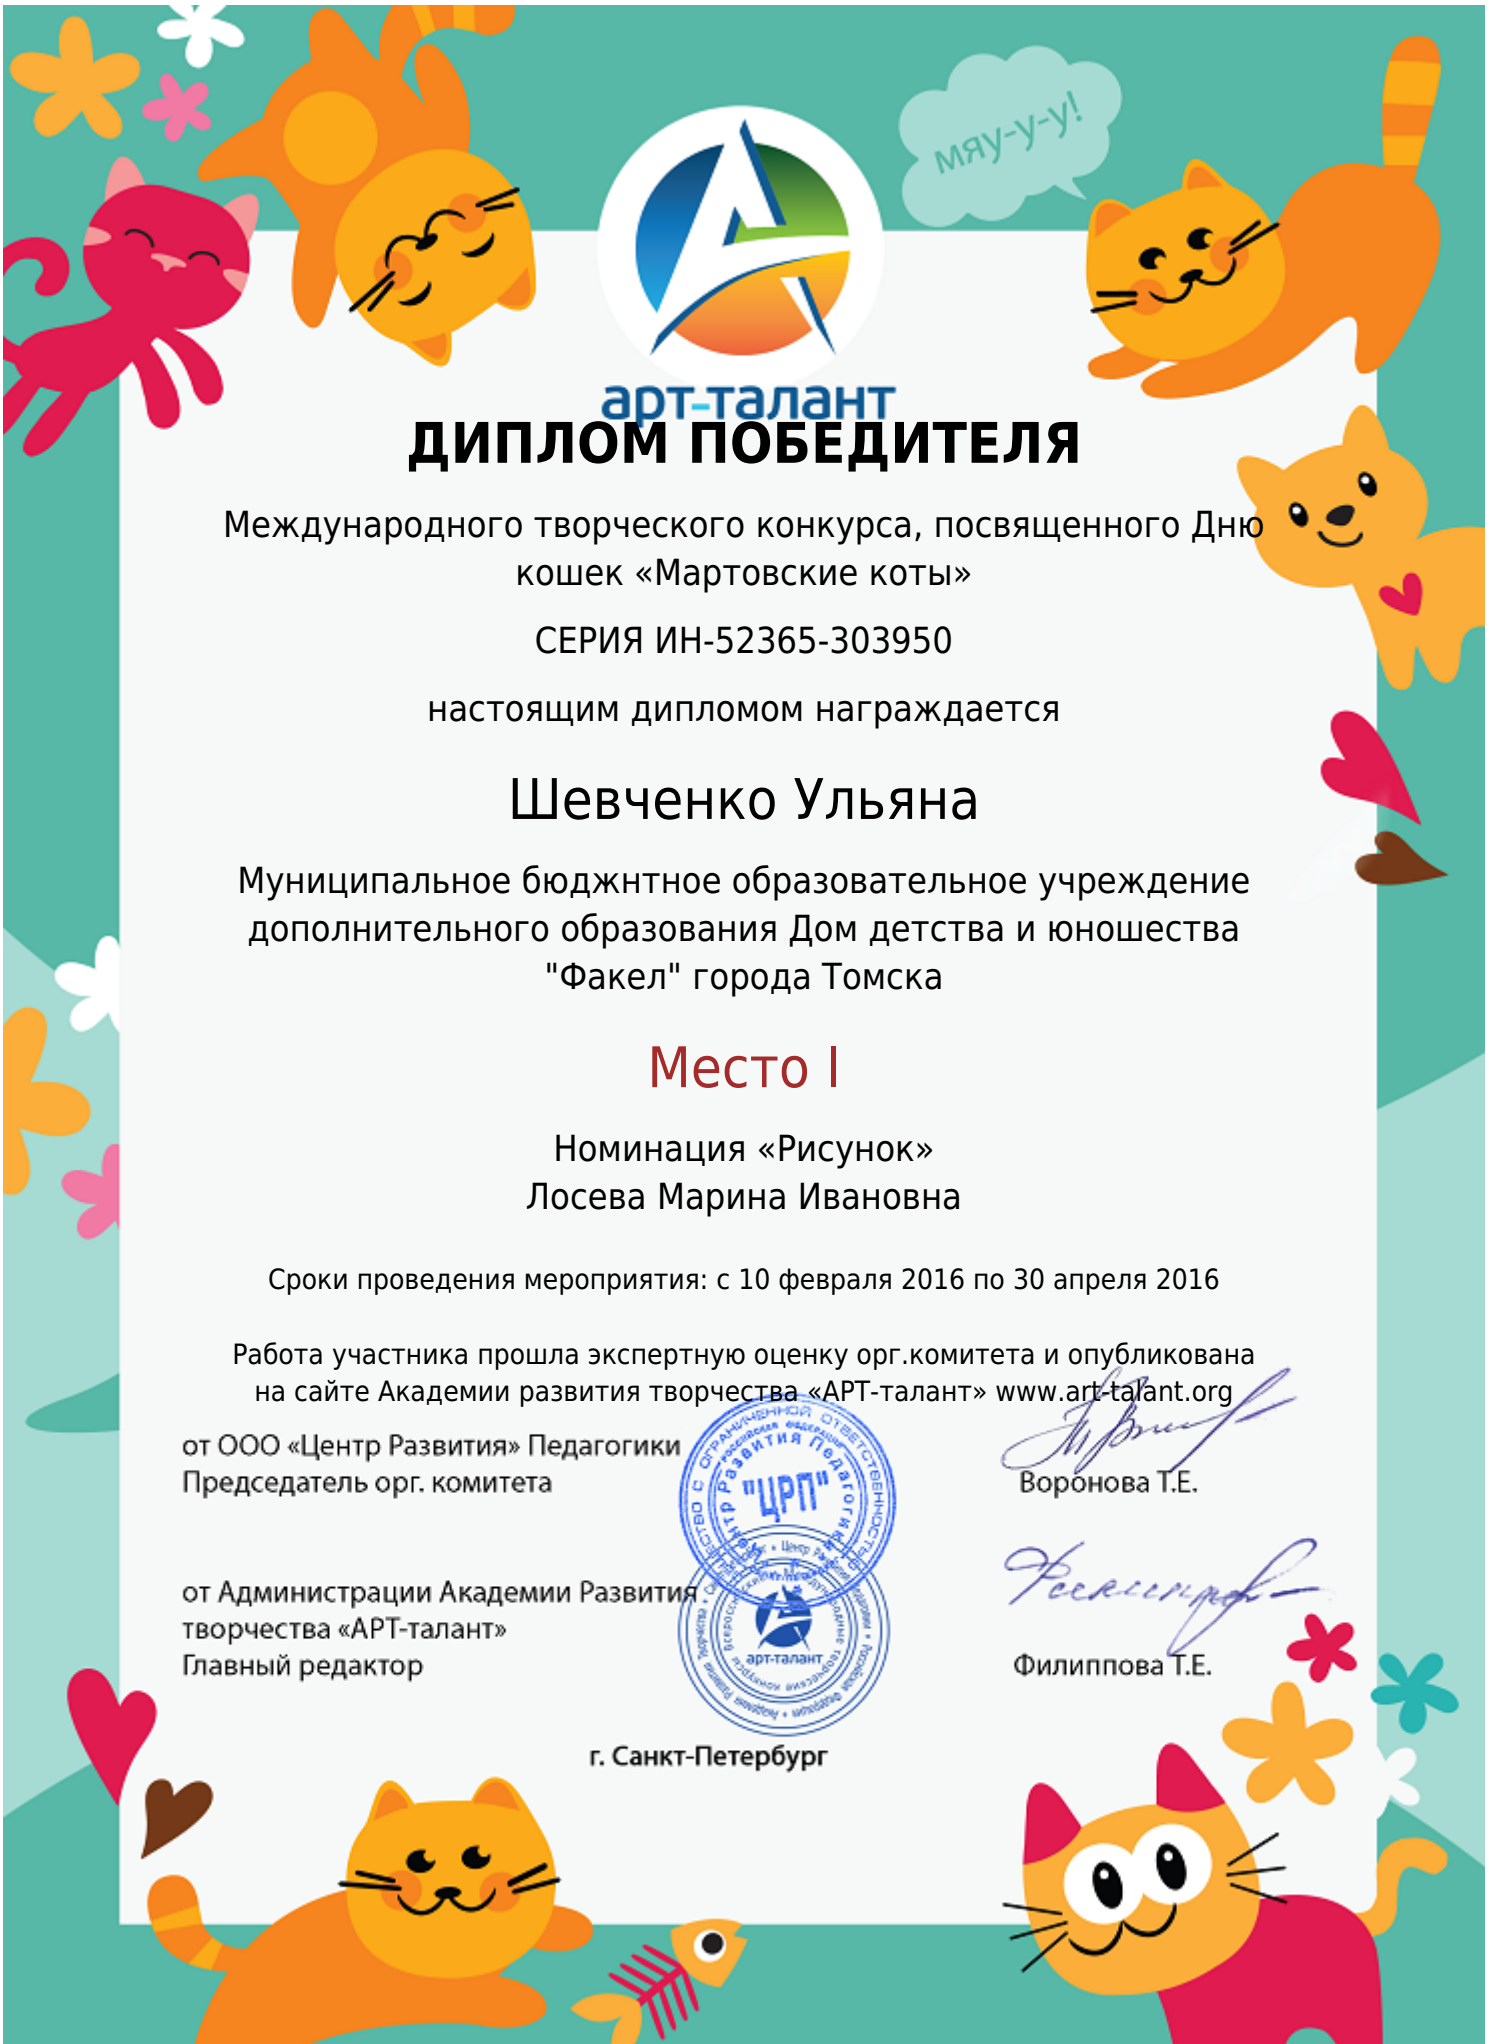 мяу-у-у!
арт-талант
ДИПЛОМ ПОБЕДИТЕЛЯ
Международного творческого конкурса, посвященного Дню
кошек «Мартовские коты»
СЕРИЯ ИН-52365-303950
настоящим дипломом награждается
Шевченко Ульяна
Муниципальное бюджнтное образовательное учреждение
дополнительного образования Дом детства и юношества
"Факел" города Томска
Место I
Номинация «Рисунок»
Лосева Марина Ивановна
Сроки проведения мероприятия: с 10 февраля 2016 по 30 апреля 2016
Работа участника прошла экспертную оценку орг.комитета и опубликована
на сайте Академии развития творчества «АРТ-талант» www.art-talant.org
от ООО «Центр Развития» Педагогики
Председатель орг. комитета
Воронова Т.Е.
"ЦРП"
от Администрации Академии Развития
творчества «АРТ-талант»
Главный редактор
Филиппова Т.Е.
арт-талант
г. Санкт-Петербург